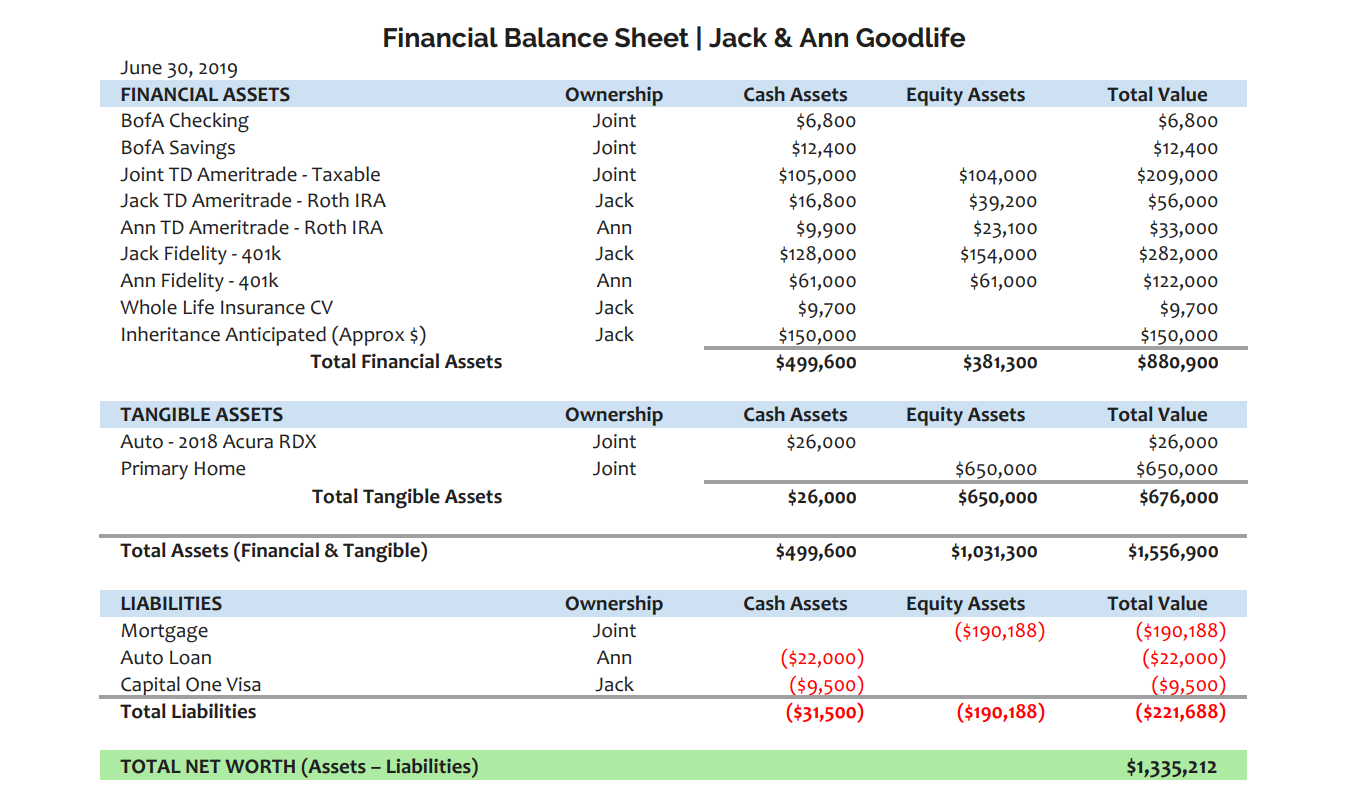 Financial Balance Sheet | Jack & Ann Goodlife
June 30, 2019
FINANCIAL ASSETS Ownership Cash Assets Equity Assets Total Value
BofA Checking Joint $6,800 $6,800
BofA Savings Joint $12,400 $12,400
Joint TD Ameritrade - Taxable Joint $105,000 $104,000 $209,000
Jack TD Ameritrade - Roth IRA Jack $16,800 $39,200 $56,000
Ann TD Ameritrade - Roth IRA Ann $9,900 $23,100 $33,000
Jack Fidelity - 401k Jack $128,000 $154,000 $282,000
Ann Fidelity - 401k Ann $61,000 $61,000 $122,000
Whole Life Insurance CV Jack $9,700 $9,700
Inheritance Anticipated (Approx $) Jack $150,000 $150,000
Total Financial Assets $499,600 $381,300 $880,900
TANGIBLE ASSETS Ownership Cash Assets Equity Assets Total Value
Auto - 2018 Acura RDX Joint $26,000 $26,000
Primary Home Joint $650,000 $650,000
Total Tangible Assets $26,000 $650,000 $676,000
Total Assets (Financial & Tangible) $499,600 $1,031,300 $1,556,900
LIABILITIES Ownership Cash Assets Equity Assets Total Value
Mortgage Joint ($190,188) ($190,188)
Auto Loan Ann ($22,000) ($22,000)
Capital One Visa Jack ($9,500) ($9,500)
Total Liabilities ($31,500) ($190,188) ($221,688)
TOTAL NET WORTH (Assets – Liabilities) $1,335,212